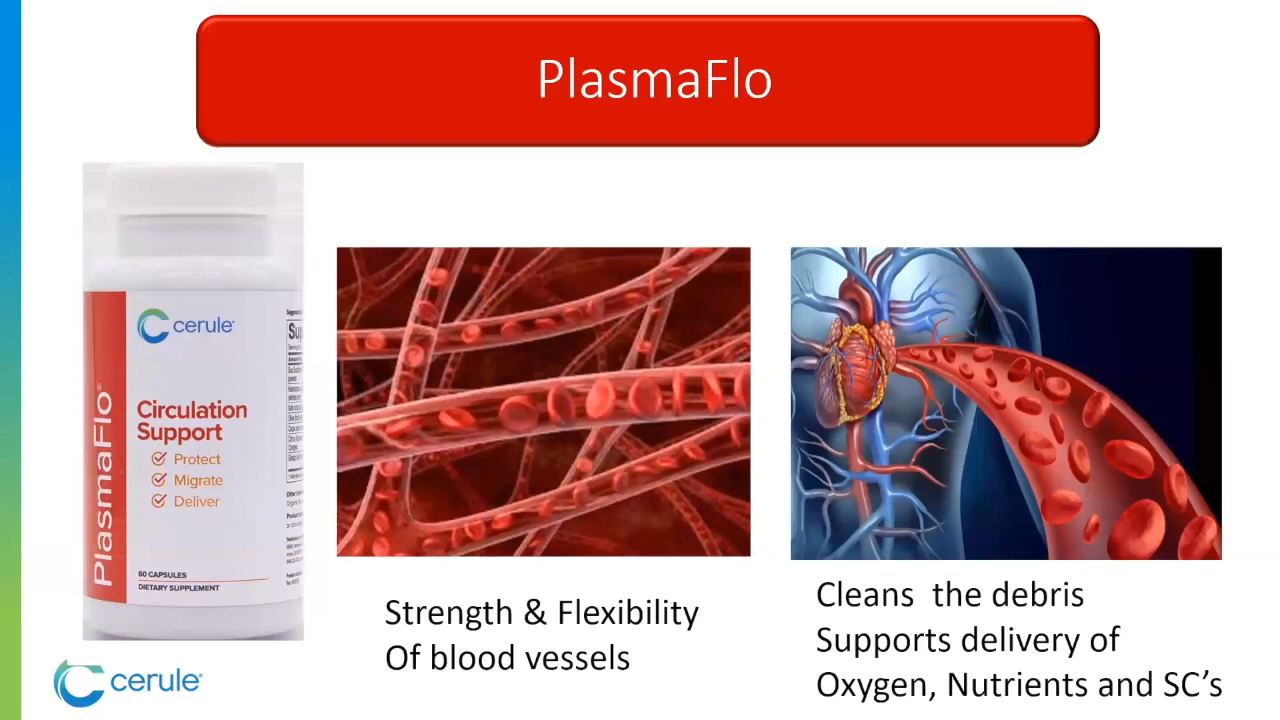 PlasmaFlo
cerule
PlasmaFlo®
Circulation
Support
Protect
Migrate
Deliver
60 CAPSULES
DIETARY SUPPLEMENT
Strength & Flexibility
Of blood vessels
Cleans  the debris
Supports delivery of
Oxygen, Nutrients and SC’s
cerule